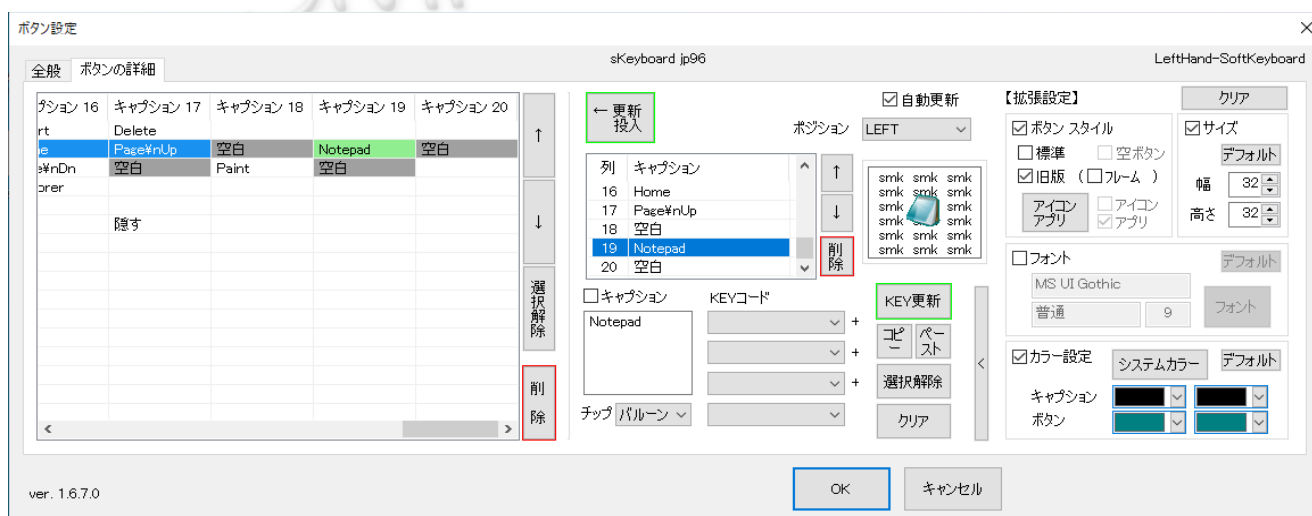 ボタン設定
sKeyboard jp96
LeftHand-SoftKeyboard
全般 ボタンの詳細
プション 16 キャプション 17 キャプション 18 キャプション 19 キャプション 20
rt Delete
e Page¥nUp 空白 Notepad 空白
e¥nDn 空白 Paint 空白
orer
隠す
↑
↓
選択解除
削除
← 更新
投入
自動更新
ポジション LEFT
列 キャプション
16 Home
17 Page¥nUp
18 空白
19 Notepad
20 空白
↑
↓
削除
smk smk smk
smk smk smk
smk smk
smk smk
smk smk smk
smk smk smk
キャプション KEYコード
Notepad
+
+
+
チップ バルーン
KEY更新
コピー ペースト
選択解除
クリア
<
【拡張設定】 クリア
ボタン スタイル
標準 空ボタン
旧版 ( フレーム )
アイコン
アプリ
アイコン
アプリ
サイズ
デフォルト
幅 32
高さ 32
フォント デフォルト
MS UI Gothic
普通 9
フォント
カラー設定 システムカラー デフォルト
キャプション
ボタン
ver. 1.6.7.0
OK キャンセル